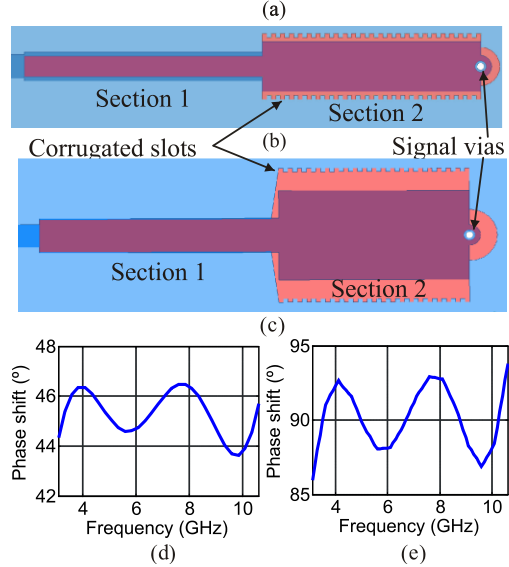 (a)
Section 1
Section 2
(b)
Corrugated slots
Signal vias
Section 1
Section 2
(c)
48
46
44
42
Phase shift (º)
4 6 8 10
Frequency (GHz)
(d)
95
90
85
Phase shift (º)
4 6 8 10
Frequency (GHz)
(e)